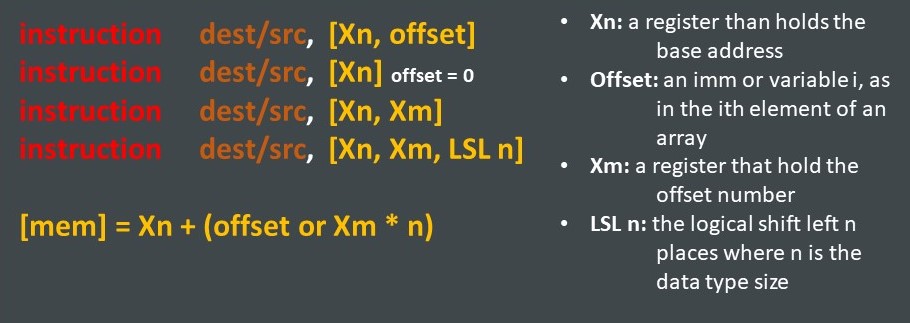 instruction dest/src, [Xn, offset]
instruction dest/src, [Xn] offset = 0
instruction dest/src, [Xn, Xm]
instruction dest/src, [Xn, Xm, LSL n]
[mem] = Xn + (offset or Xm * n)
• Xn: a register than holds the
base address
• Offset: an imm or variable i, as
in the ith element of an
array
• Xm: a register that hold the
offset number
• LSL n: the logical shift left n
places where n is the
data type size